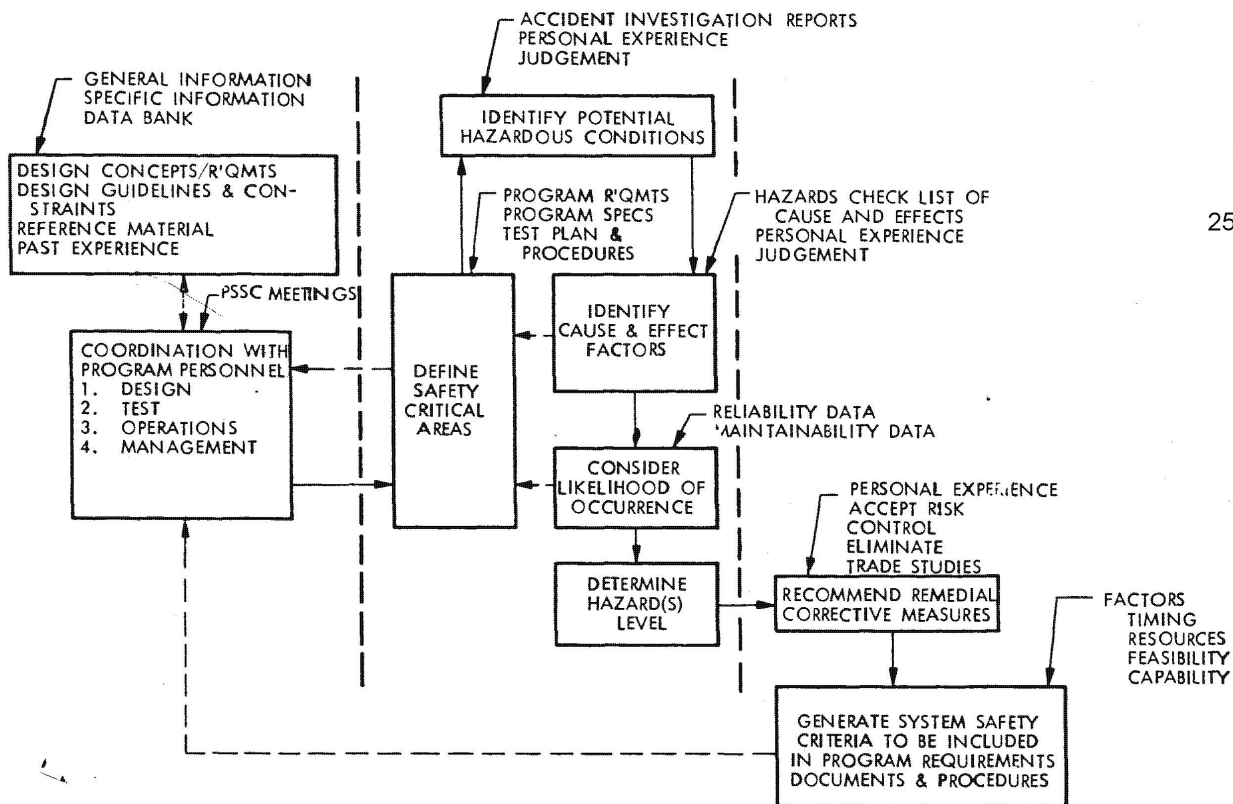 ACCIDENT INVESTIGATION REPORTS
PERSONAL EXPERIENCE
JUDGEMENT
GENERAL INFORMATION
SPECIFIC INFORMATION
DATA BANK
IDENTIFY POTENTIAL
HAZARDOUS CONDITIONS
DESIGN CONCEPTS/R'QMTS
DESIGN GUIDELINES & CON-
STRAINTS
REFERENCE MATERIAL
PAST EXPERIENCE
PROGRAM R'QMTS
PROGRAM SPECS
TEST PLAN &
PROCEDURES
HAZARDS CHECK LIST OF
CAUSE AND EFFECTS
PERSONAL EXPERIENCE
JUDGEMENT
25
PSSC MEETINGS
COORDINATION WITH
PROGRAM PERSONNEL
1. DESIGN
2. TEST
3. OPERATIONS
4. MANAGEMENT
DEFINE
SAFETY
CRITICAL
AREAS
IDENTIFY
CAUSE & EFFECT
FACTORS
RELIABILITY DATA
MAINTAINABILITY DATA
CONSIDER
LIKELIHOOD OF
OCCURRENCE
PERSONAL EXPERIENCE
ACCEPT RISK
CONTROL
ELIMINATE
TRADE STUDIES
DETERMINE
HAZARD(S)
LEVEL
RECOMMEND REMEDIAL
CORRECTIVE MEASURES
FACTORS
TIMING
RESOURCES
FEASIBILITY
CAPABILITY
GENERATE SYSTEM SAFETY
CRITERIA TO BE INCLUDED
IN PROGRAM REQUIREMENTS
DOCUMENTS & PROCEDURES